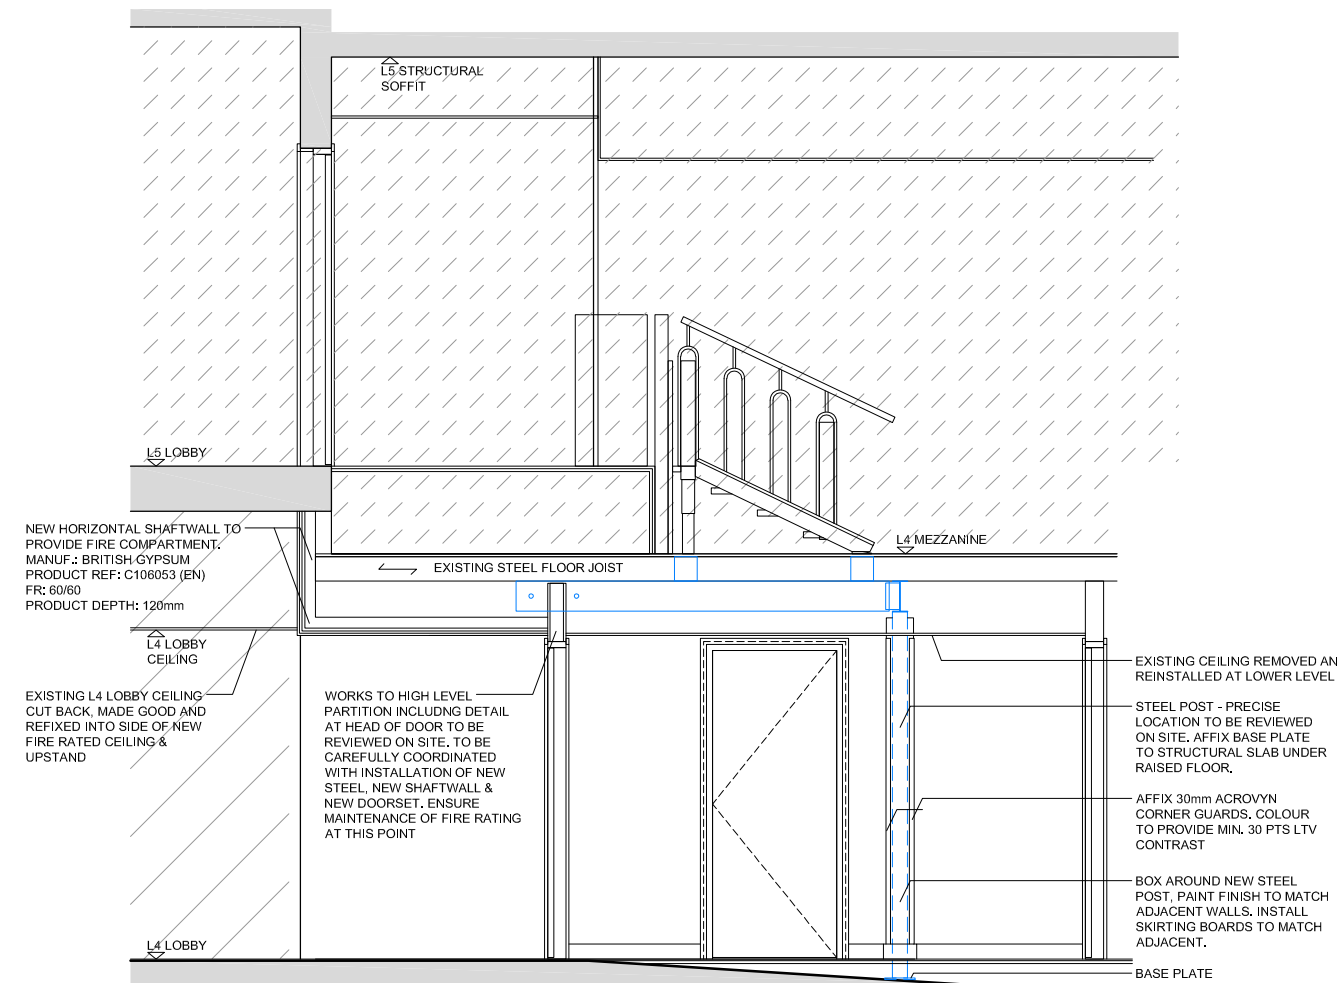 L5 STRUCTURAL
SOFFIT
L5 LOBBY
NEW HORIZONTAL SHAFTWALL TO
PROVIDE FIRE COMPARTMENT.
MANUF.: BRITISH GYPSUM
PRODUCT REF: C106053 (EN)
FR: 60/60
PRODUCT DEPTH: 120mm
L4 MEZZANINE
EXISTING STEEL FLOOR JOIST
L4 LOBBY
CEILING
EXISTING L4 LOBBY CEILING
CUT BACK, MADE GOOD AND
REFIXED INTO SIDE OF NEW
FIRE RATED CEILING &
UPSTAND
WORKS TO HIGH LEVEL
PARTITION INCLUDNG DETAIL
AT HEAD OF DOOR TO BE
REVIEWED ON SITE. TO BE
CAREFULLY COORDINATED
WITH INSTALLATION OF NEW
STEEL, NEW SHAFTWALL &
NEW DOORSET. ENSURE
MAINTENANCE OF FIRE RATING
AT THIS POINT
EXISTING CEILING REMOVED AN
REINSTALLED AT LOWER LEVEL
STEEL POST - PRECISE
LOCATION TO BE REVIEWED
ON SITE. AFFIX BASE PLATE
TO STRUCTURAL SLAB UNDER
RAISED FLOOR.
AFFIX 30mm ACROVYN
CORNER GUARDS. COLOUR
TO PROVIDE MIN. 30 PTS LTV
CONTRAST
BOX AROUND NEW STEEL
POST, PAINT FINISH TO MATCH
ADJACENT WALLS. INSTALL
SKIRTING BOARDS TO MATCH
ADJACENT.
L4 LOBBY
BASE PLATE